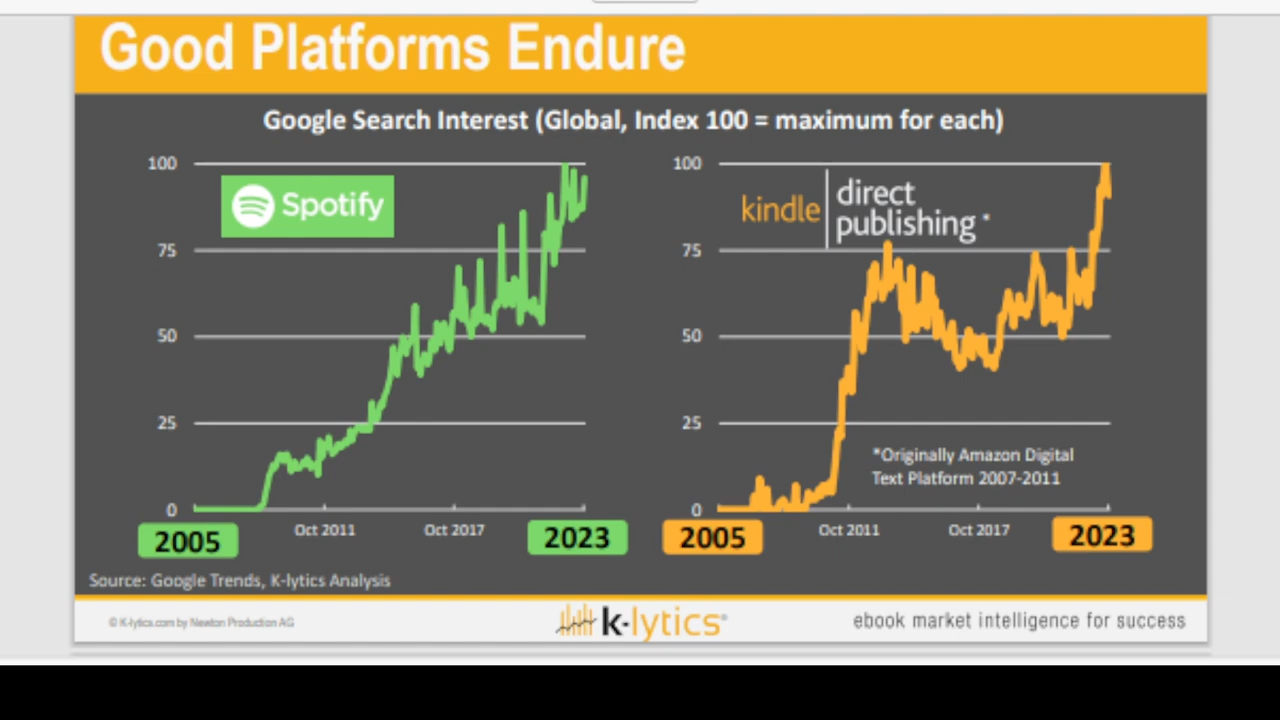 Good Platforms Endure
Google Search Interest (Global, Index 100 = maximum for each)
100
75
50
25
0
Spotify
2005
Oct 2011
Oct 2017
2023
100
75
50
25
0
kindle direct publishing *
*Originally Amazon Digital
Text Platform 2007-2011
2005
Oct 2011
Oct 2017
2023
Source: Google Trends, K-lytics Analysis
© K-lytics.com by Newton Production AG
k-lytics®
ebook market intelligence for success